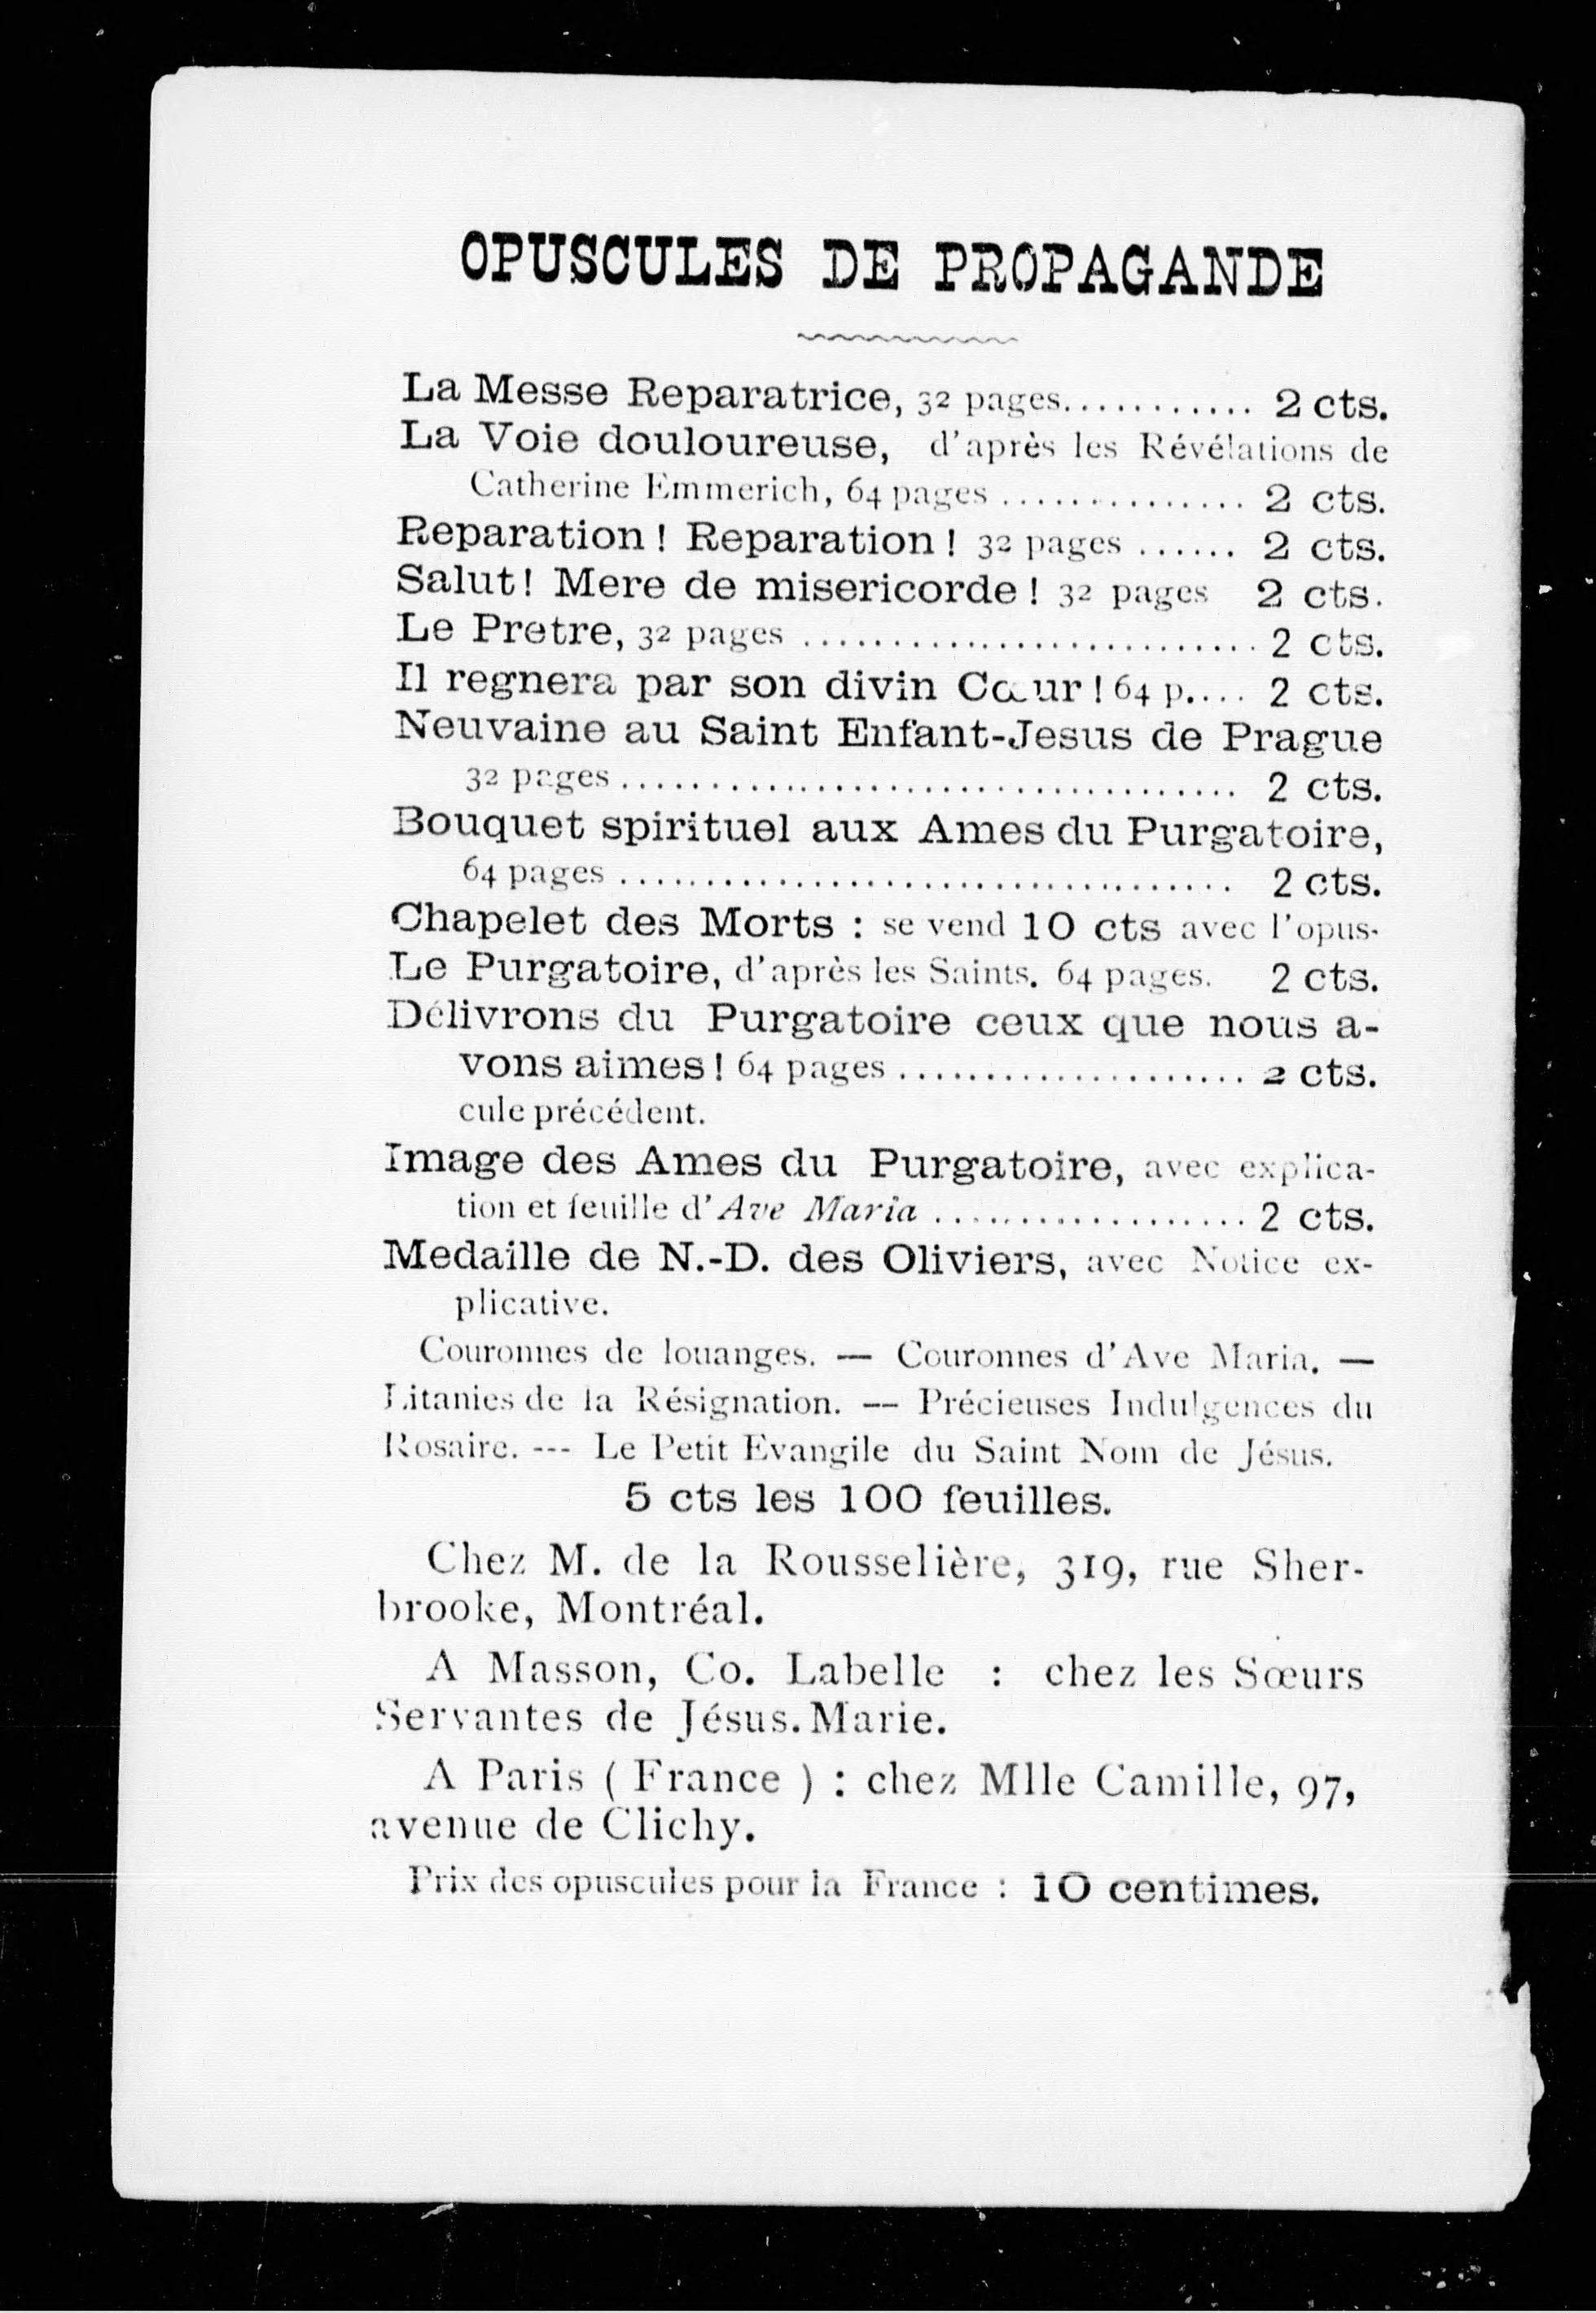 OPUSCULES DE PROPAGANDE
La Messe Reparatrice, 32 pages............ 2 cts.
La Voie douloureuse, d'après les Révélations de
Catherine Emmerich, 64 pages ............... 2 cts.
Reparation ! Reparation ! 32 pages ...... 2 cts.
Salut! Mere de misericorde ! 32 pages 2 cts.
Le Pretre, 32 pages ........................... 2 cts.
Il regnera par son divin Cœur ! 64 p.... 2 cts.
Neuvaine au Saint Enfant-Jesus de Prague
32 pages ..................................... 2 cts.
Bouquet spirituel aux Ames du Purgatoire,
64 pages ..................................... 2 cts.
Chapelet des Morts : se vend 10 cts avec l'opus-
Le Purgatoire, d'après les Saints. 64 pages. 2 cts.
Délivrons du Purgatoire ceux que nous a-
vons aimes ! 64 pages ..................... 2 cts.
cule précédent.
Image des Ames du Purgatoire, avec explica-
tion et feuille d'Ave Maria ................... 2 cts.
Medaille de N.-D. des Oliviers, avec Notice ex-
plicative.
Couronnes de louanges. — Couronnes d'Ave Maria. —
Litanies de la Résignation. — Précieuses Indulgences du
Rosaire. --- Le Petit Evangile du Saint Nom de Jésus.
5 cts les 100 feuilles.
Chez M. de la Rousselière, 319, rue Sher-
brooke, Montréal.
A Masson, Co. Labelle : chez les Sœurs
Servantes de Jésus.Marie.
A Paris ( France ) : chez Mlle Camille, 97,
avenue de Clichy.
Prix des opuscules pour la France : 10 centimes.